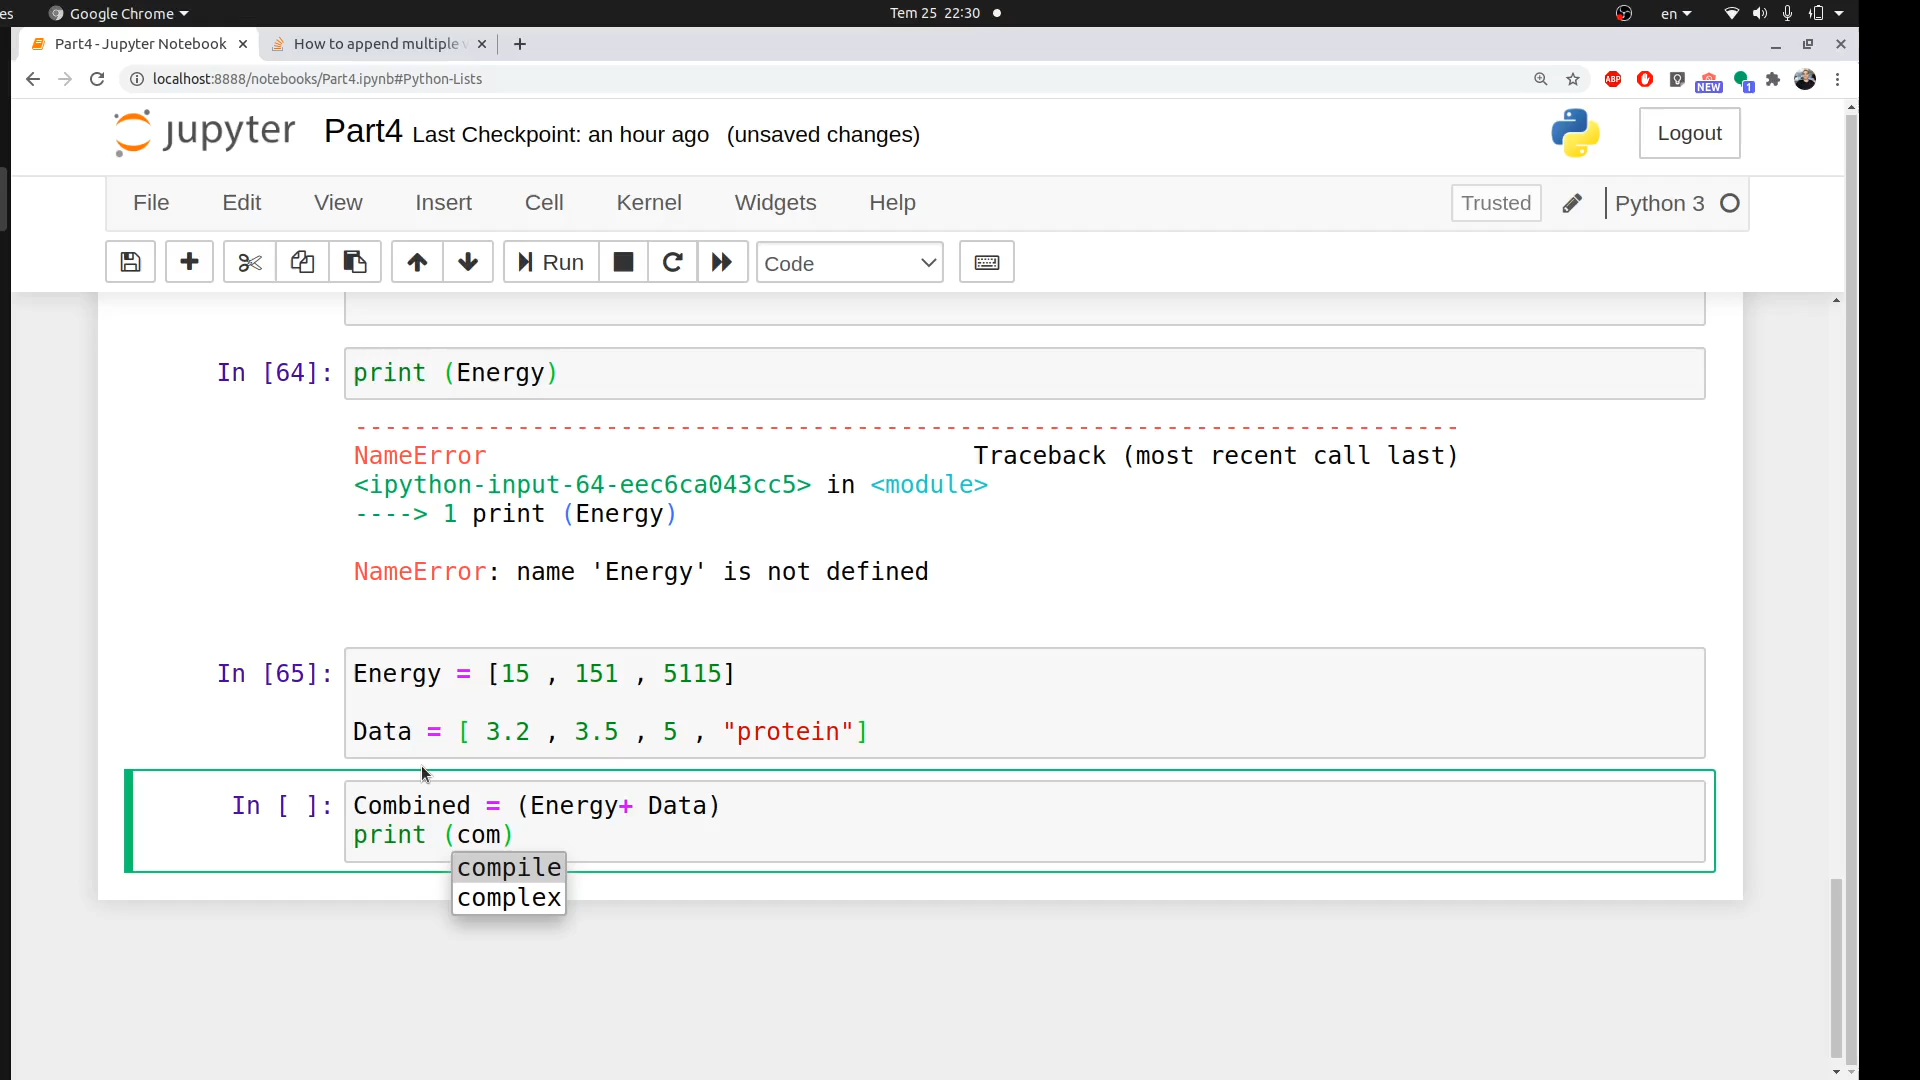 es Google Chrome Tem 25 22:30 en
Part4 - Jupyter Notebook How to append multiple
localhost:8888/notebooks/Part4.ipynb#Python-Lists ABP NEW 1
jupyter Part4 Last Checkpoint: an hour ago (unsaved changes) Logout
File Edit View Insert Cell Kernel Widgets Help Trusted Python 3
Run Code
In [64]: print (Energy)
---------------------------------------------------------------------------
NameError Traceback (most recent call last)
<ipython-input-64-eec6ca043cc5> in <module>
----> 1 print (Energy)
NameError: name 'Energy' is not defined
In [65]: Energy = [15 , 151 , 5115]
Data = [ 3.2 , 3.5 , 5 , "protein"]
In [ ]: Combined = (Energy+ Data)
print (com)
compile
complex